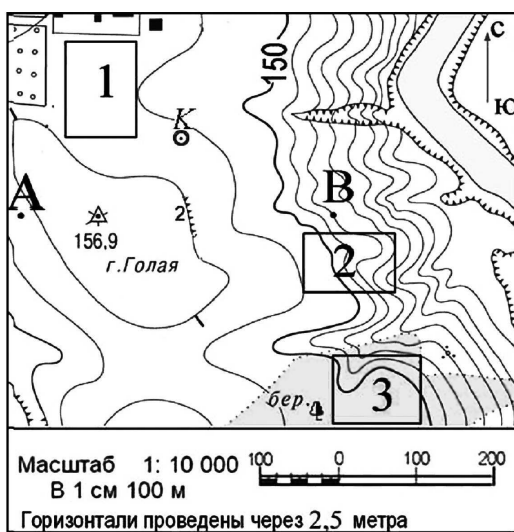 С
1
150
К
Ю
А
В
2
156,9
г.Голая
2
бер.
3
Масштаб 1: 10 000
В 1 см 100 м
100 0 100 200
Горизонтали проведены через 2,5 метра